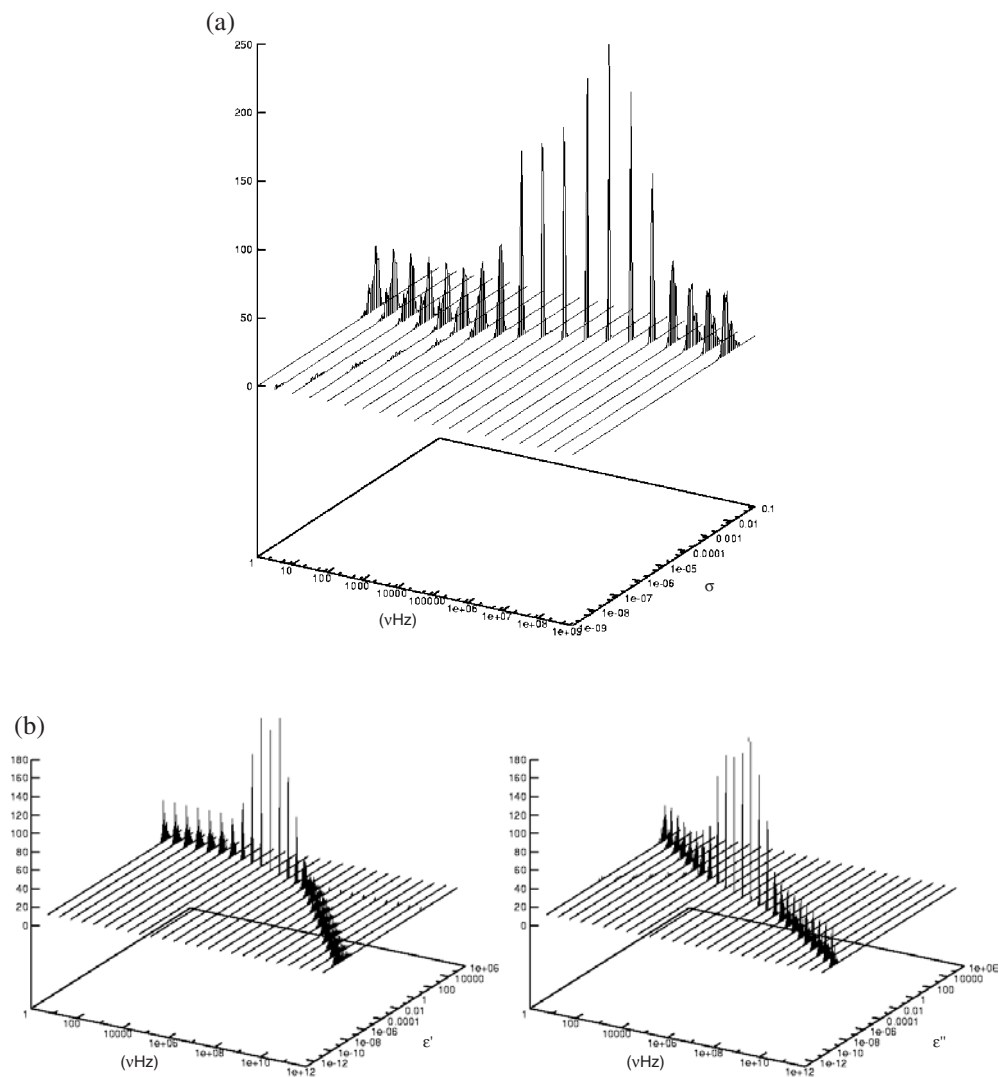 (a)
250
200
150
100
50
0
1
10
100
1000
10000
100000
1e+06
1e+07
1e+08
1e+09
(νHz)
1e-09
1e-08
1e-07
1e-06
1e-05
0.0001
0.001
0.01
0.1
σ
(b)
180
160
140
120
100
80
60
40
20
0
1
100
10000
1e+06
1e+08
1e+10
1e+12
(νHz)
1e-12
1e-10
1e-08
1e-06
0.0001
0.01
1
100
10000
1e+06
ε'
180
160
140
120
100
80
60
40
20
0
1
100
10000
1e+06
1e+08
1e+10
1e+12
(νHz)
1e-12
1e-10
1e-08
1e-06
0.0001
0.01
1
100
10000
1e+0E
ε"